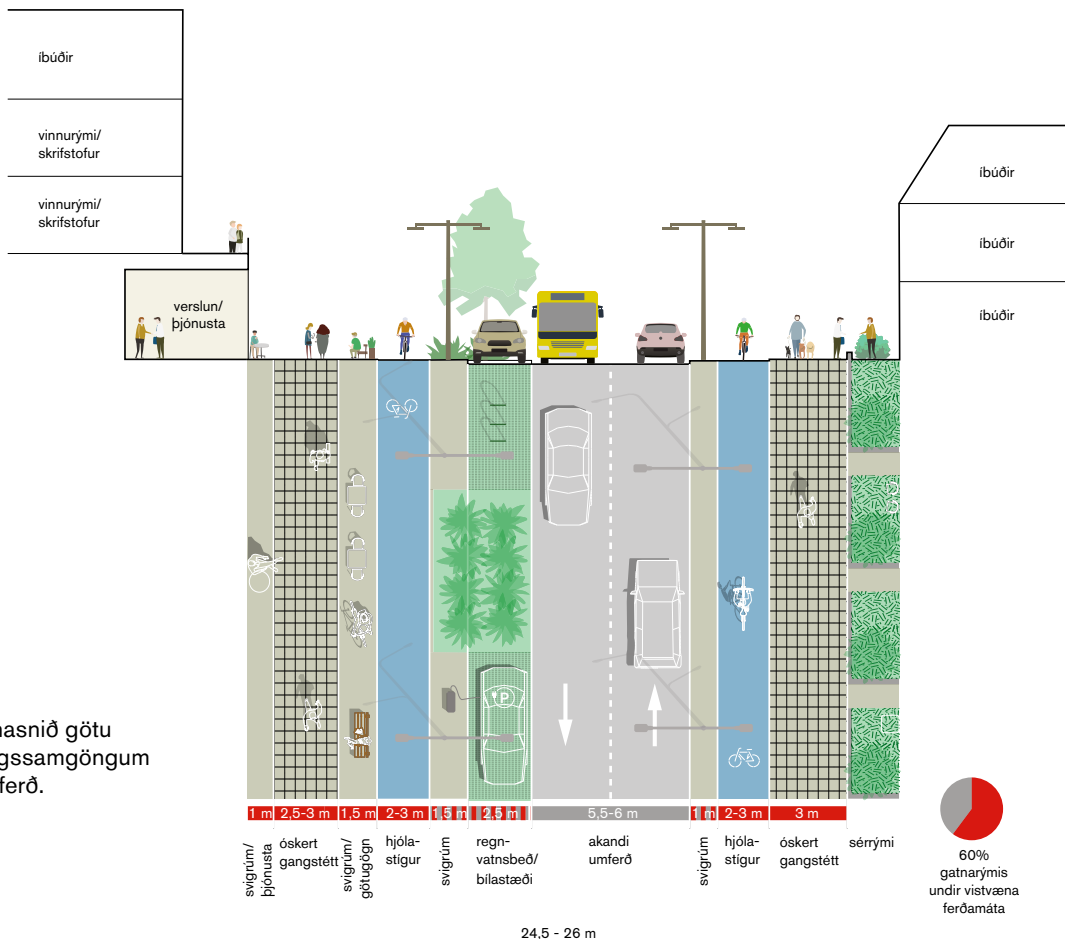 íbúðir
vinnurými/
skrifstofur
vinnurými/
skrifstofur
verslun/
þjónusta
íbúðir
íbúðir
íbúðir
P
götu
ferð.
1 m
2,5-3 m
1,5 m
2-3 m
1,5 m
2,5 m
5,5-6 m
1 m
2-3 m
3 m
svigrúm/
þjónusta
óskert
gangstétt
svigrúm/
götugögn
hjóla-
stígur
svigrúm
regn-
vatnsbeð/
bílastæði
akandi
umferð
svigrúm
hjóla-
stígur
óskert
gangstétt
sérrými
60%
gatnarýmis
undir vistvæna
ferðamáta
24,5 - 26 m